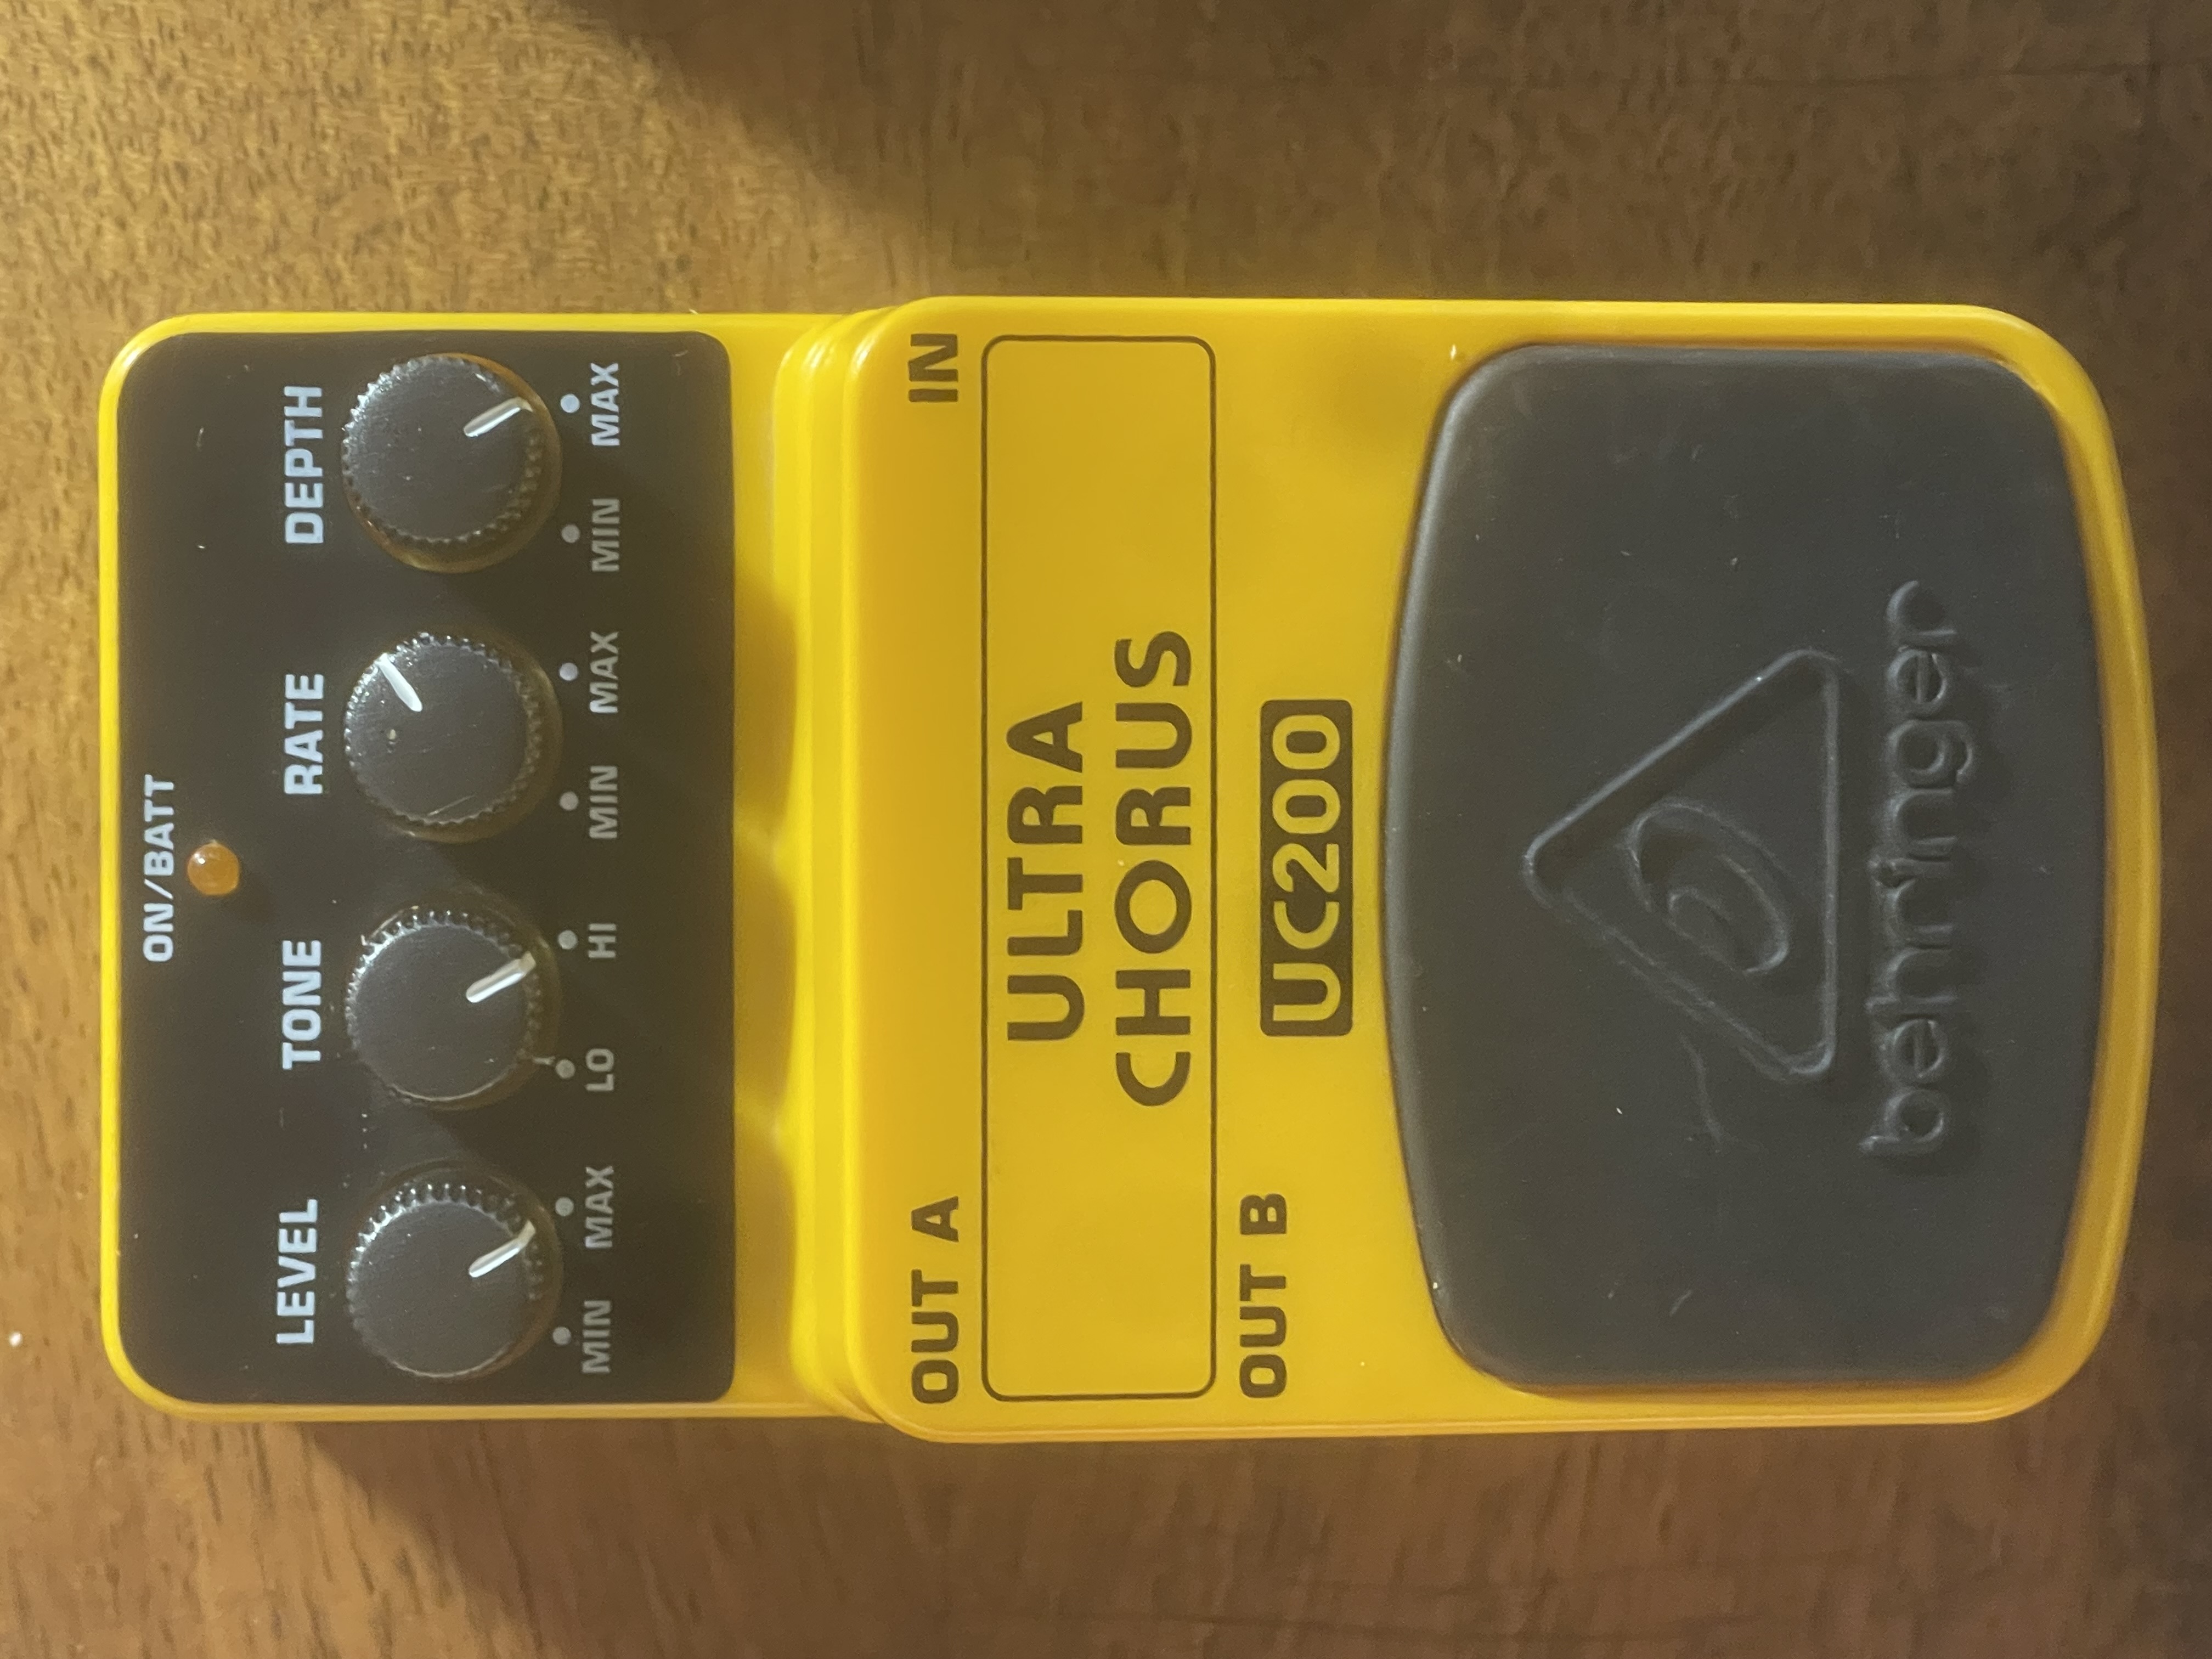 ON/BATT
LEVEL TONE RATE DEPTH
MIN MAX LO HI MIN MAX MIN MAX
OUT A IN
ULTRA
CHORUS
OUT B UC200
behringer